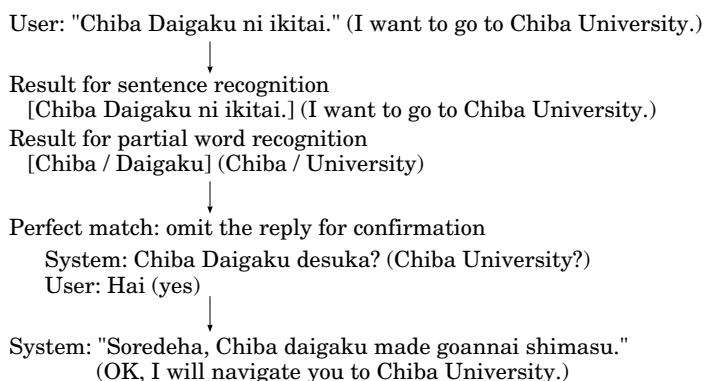 User: "Chiba Daigaku ni ikitai." (I want to go to Chiba University.)
Result for sentence recognition
[Chiba Daigaku ni ikitai.] (I want to go to Chiba University.)
Result for partial word recognition
[Chiba / Daigaku] (Chiba / University)
Perfect match: omit the reply for confirmation
System: Chiba Daigaku desuka? (Chiba University?)
User: Hai (yes)
System: "Soredeha, Chiba daigaku made goannai shimasu."
(OK, I will navigate you to Chiba University.)